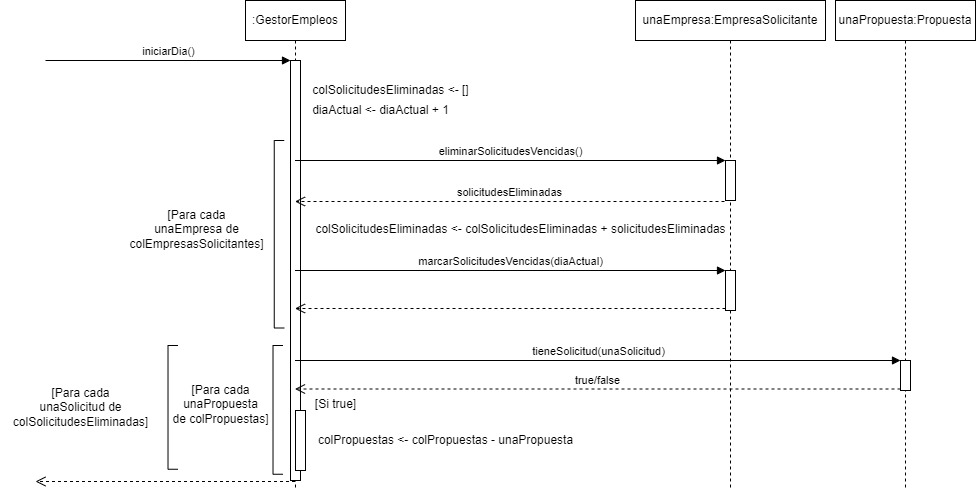 :GestorEmpleos
unaEmpresa:EmpresaSolicitante
unaPropuesta:Propuesta
iniciarDia()
colSolicitudesEliminadas <- []
diaActual <- diaActual + 1
eliminarSolicitudesVencidas()
solicitudesEliminadas
[Para cada
unaEmpresa de
colEmpresasSolicitantes]
colSolicitudesEliminadas <- colSolicitudesEliminadas + solicitudesEliminadas
marcarSolicitudesVencidas(diaActual)
tieneSolicitud(unaSolicitud)
true/false
[Para cada
unaSolicitud de
colSolicitudesEliminadas]
[Para cada
unaPropuesta
de colPropuestas]
[Si true]
colPropuestas <- colPropuestas - unaPropuesta